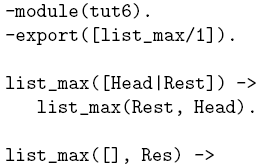 -module(tut6).
-export([list_max/1]).
list_max([Head|Rest]) ->
list_max(Rest, Head).
list_max([], Res) ->